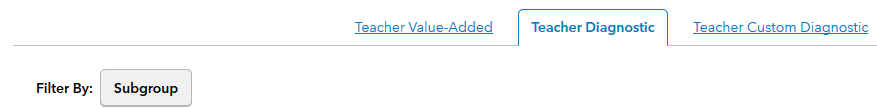 Teacher Value-Added Teacher Diagnostic Teacher Custom Diagnostic
Filter By: Subgroup